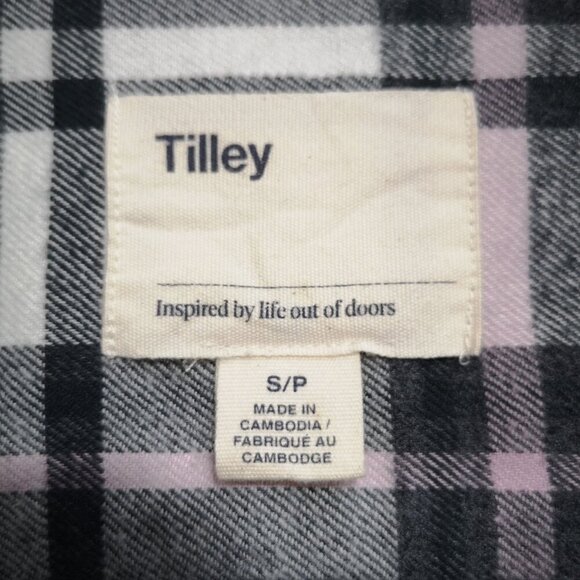 Tilley
Inspired by life out of doors
S/P
MADE IN
CAMBODIA /
FABRIQUÉ AU
CAMBODGE